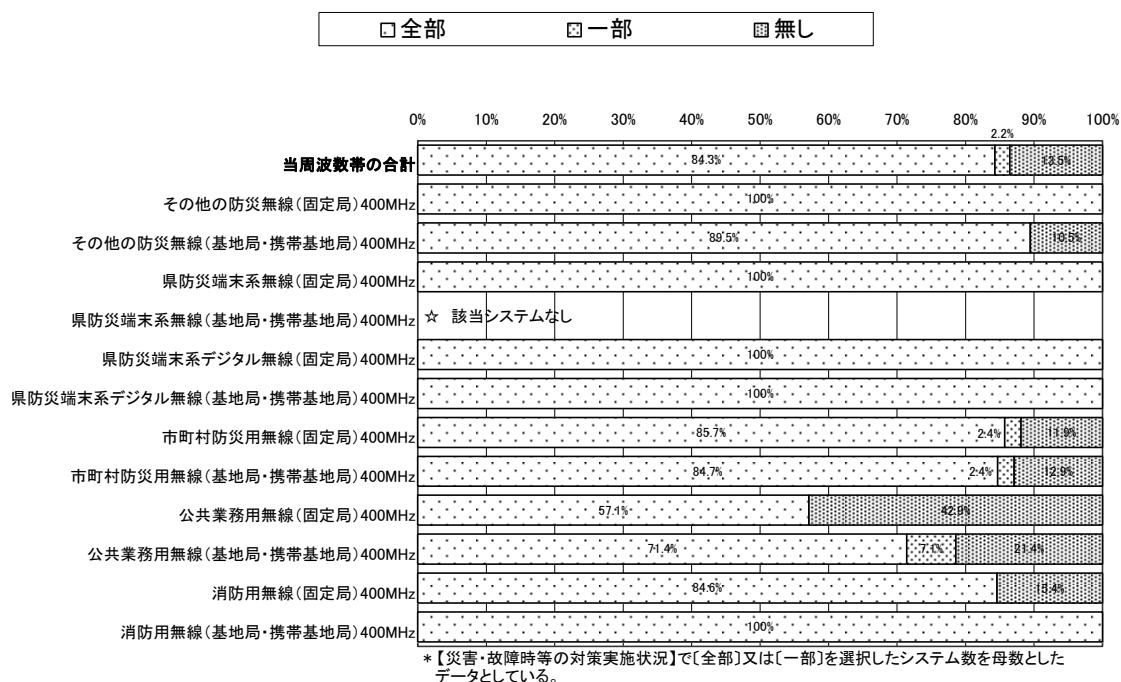 全部 一部 無し
0% 10% 20% 30% 40% 50% 60% 70% 80% 90% 100%
2.2%
当周波数帯の合計 84.3% 13.5%
その他の防災無線(固定局)400MHz 100%
その他の防災無線(基地局・携帯基地局)400MHz 89.5% 10.5%
県防災端末系無線(固定局)400MHz 100%
県防災端末系無線(基地局・携帯基地局)400MHz ☆ 該当システムなし
県防災端末系デジタル無線(固定局)400MHz 100%
県防災端末系デジタル無線(基地局・携帯基地局)400MHz 100%
市町村防災用無線(固定局)400MHz 85.7% 2.4% 11.9%
市町村防災用無線(基地局・携帯基地局)400MHz 84.7% 2.4% 12.9%
公共業務用無線(固定局)400MHz 57.1% 42.9%
公共業務用無線(基地局・携帯基地局)400MHz 71.4% 7.1% 21.4%
消防用無線(固定局)400MHz 84.6% 15.4%
消防用無線(基地局・携帯基地局)400MHz 100%
*【災害・故障時等の対策実施状況】で〔全部〕又は〔一部〕を選択したシステム数を母数とした
データとしている。